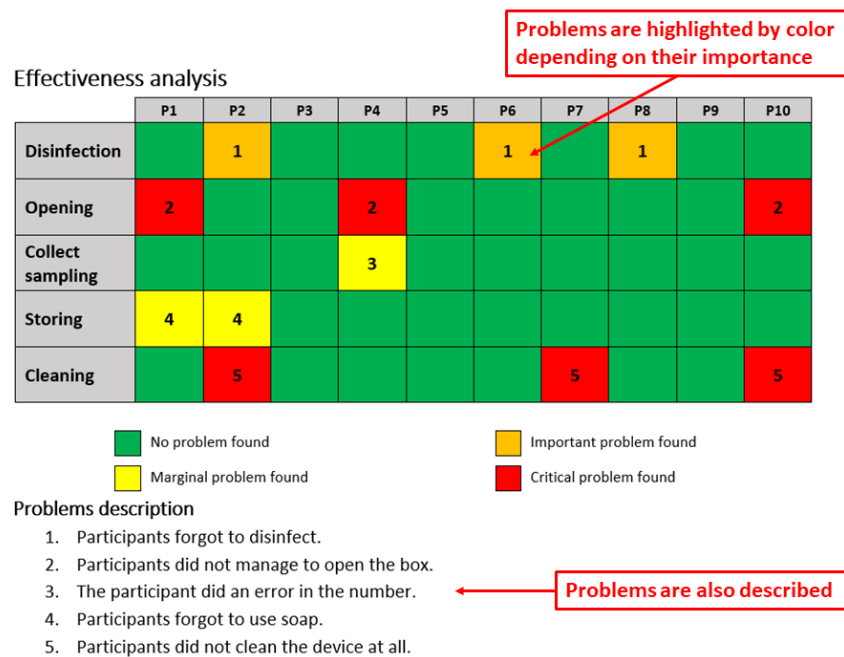 Problems are highlighted by color
depending on their importance
Effectiveness analysis
P1 P2 P3 P4 P5 P6 P7 P8 P9 P10
Disinfection 1 1 1
Opening 2 2 2
Collect
sampling 3
Storing 4 4
Cleaning 5 5 5
No problem found
Important problem found
Marginal problem found
Critical problem found
Problems description
1. Participants forgot to disinfect.
2. Participants did not manage to open the box.
3. The participant did an error in the number.
Problems are also described
4. Participants forgot to use soap.
5. Participants did not clean the device at all.